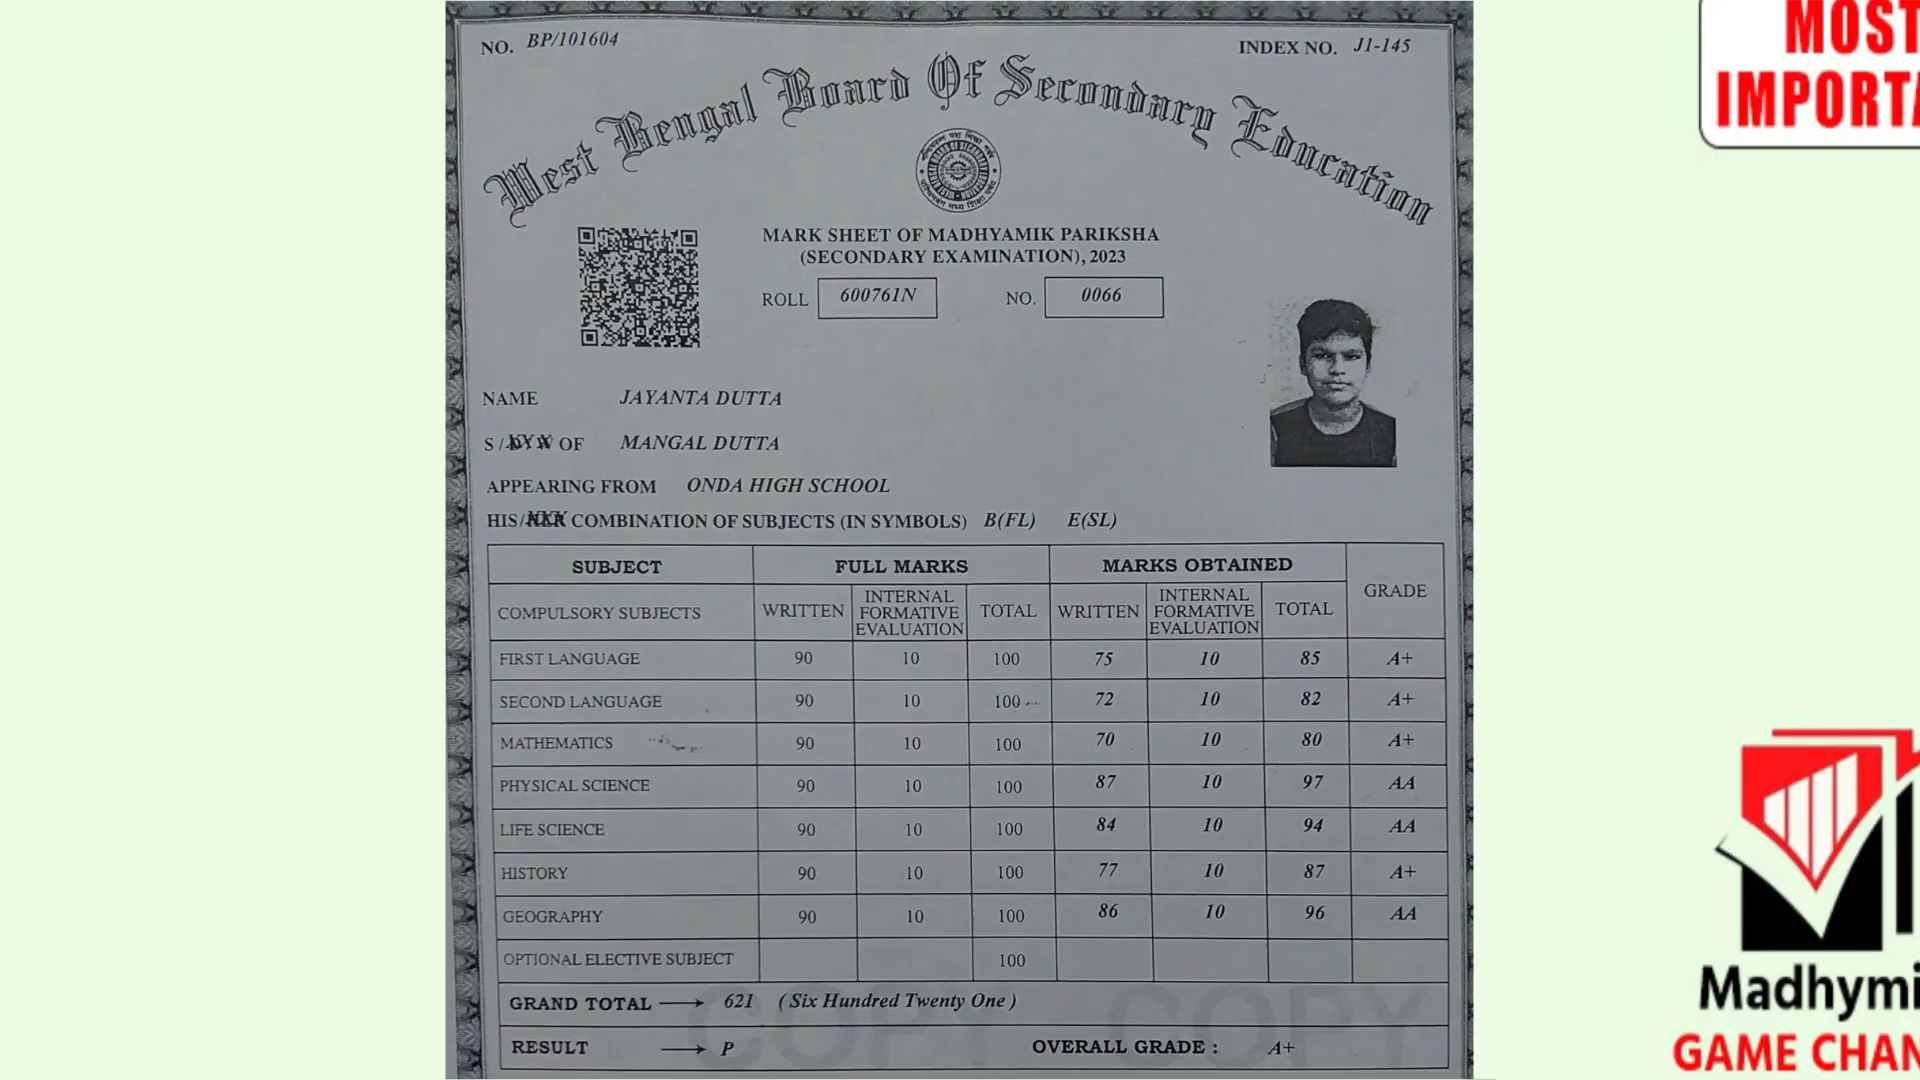 NO. BP/101604
INDEX NO. J1-145
MOST
IMPORTA
West Bengal Board Of Secondary Education
MARK SHEET OF MADHYAMIK PARIKSHA
(SECONDARY EXAMINATION), 2023
ROLL 600761N NO. 0066
NAME JAYANTA DUTTA
S / OF MANGAL DUTTA
APPEARING FROM ONDA HIGH SCHOOL
HIS/HER COMBINATION OF SUBJECTS (IN SYMBOLS) B(FL) E(SL)
SUBJECT FULL MARKS MARKS OBTAINED GRADE
COMPULSORY SUBJECTS WRITTEN INTERNAL FORMATIVE EVALUATION TOTAL WRITTEN INTERNAL FORMATIVE EVALUATION TOTAL
FIRST LANGUAGE 90 10 100 75 10 85 A+
SECOND LANGUAGE 90 10 100 72 10 82 A+
MATHEMATICS 90 10 100 70 10 80 A+
PHYSICAL SCIENCE 90 10 100 87 10 97 AA
LIFE SCIENCE 90 10 100 84 10 94 AA
HISTORY 90 10 100 77 10 87 A+
GEOGRAPHY 90 10 100 86 10 96 AA
OPTIONAL ELECTIVE SUBJECT 100
GRAND TOTAL → 621 ( Six Hundred Twenty One )
RESULT → P OVERALL GRADE : A+
COPY COPY
Madhymi
GAME CHAN